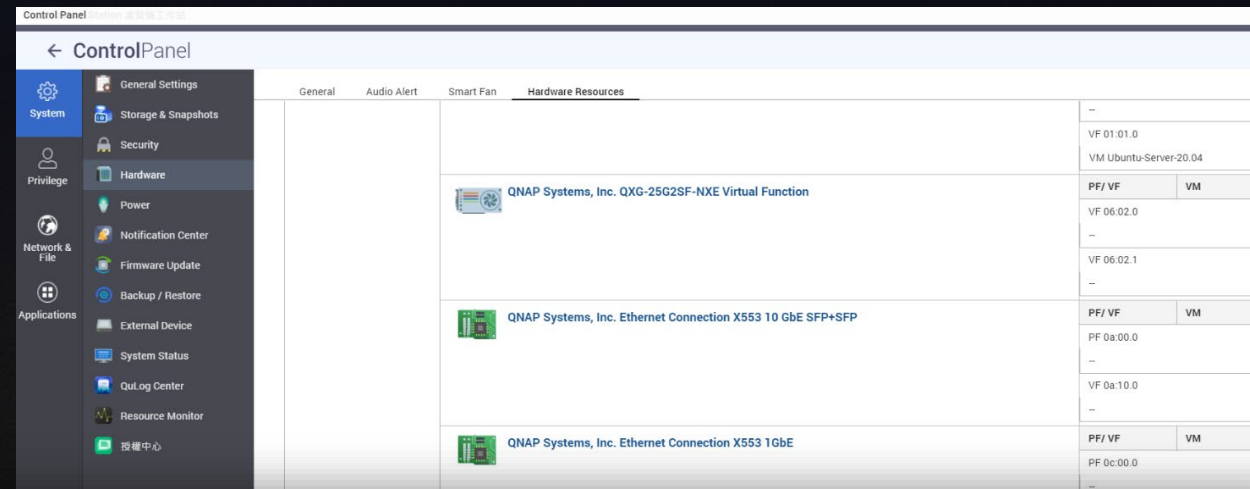 Control Panel
← ControlPanel
System
Privilege
Network &
File
Applications
General Settings
Storage & Snapshots
Security
Hardware
Power
Notification Center
Firmware Update
Backup / Restore
External Device
System Status
QuLog Center
Resource Monitor
授權中心
General Audio Alert Smart Fan Hardware Resources
--
VF 01:01.0
VM Ubuntu-Server-20.04
QNAP Systems, Inc. QXG-25G2SF-NXE Virtual Function
PF/ VF VM
VF 06:02.0
--
VF 06:02.1
--
QNAP Systems, Inc. Ethernet Connection X553 10 GbE SFP+SFP
PF/ VF VM
PF 0a:00.0
--
VF 0a:10.0
--
QNAP Systems, Inc. Ethernet Connection X553 1GbE
PF/ VF VM
PF 0c:00.0
--